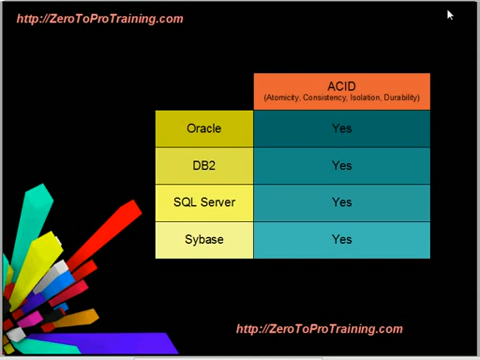 http://ZeroToProTraining.com
ACID
(Atomicity, Consistency, Isolation, Durability)
Oracle Yes
DB2 Yes
SQL Server Yes
Sybase Yes
http://ZeroToProTraining.com